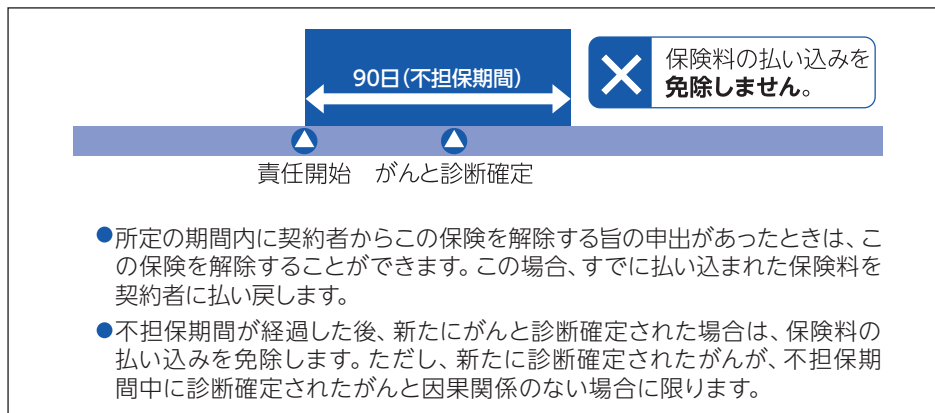 90日(不担保期間)
保険料の払い込みを
免除しません。
責任開始 がんと診断確定
●所定の期間内に契約者からこの保険を解除する旨の申出があったときは、こ
の保険を解除することができます。この場合、すでに払い込まれた保険料を
契約者に払い戻します。
●不担保期間が経過した後、新たにがんと診断確定された場合は、保険料の
払い込みを免除します。ただし、新たに診断確定されたがんが、不担保期
間中に診断確定されたがんと因果関係のない場合に限ります。